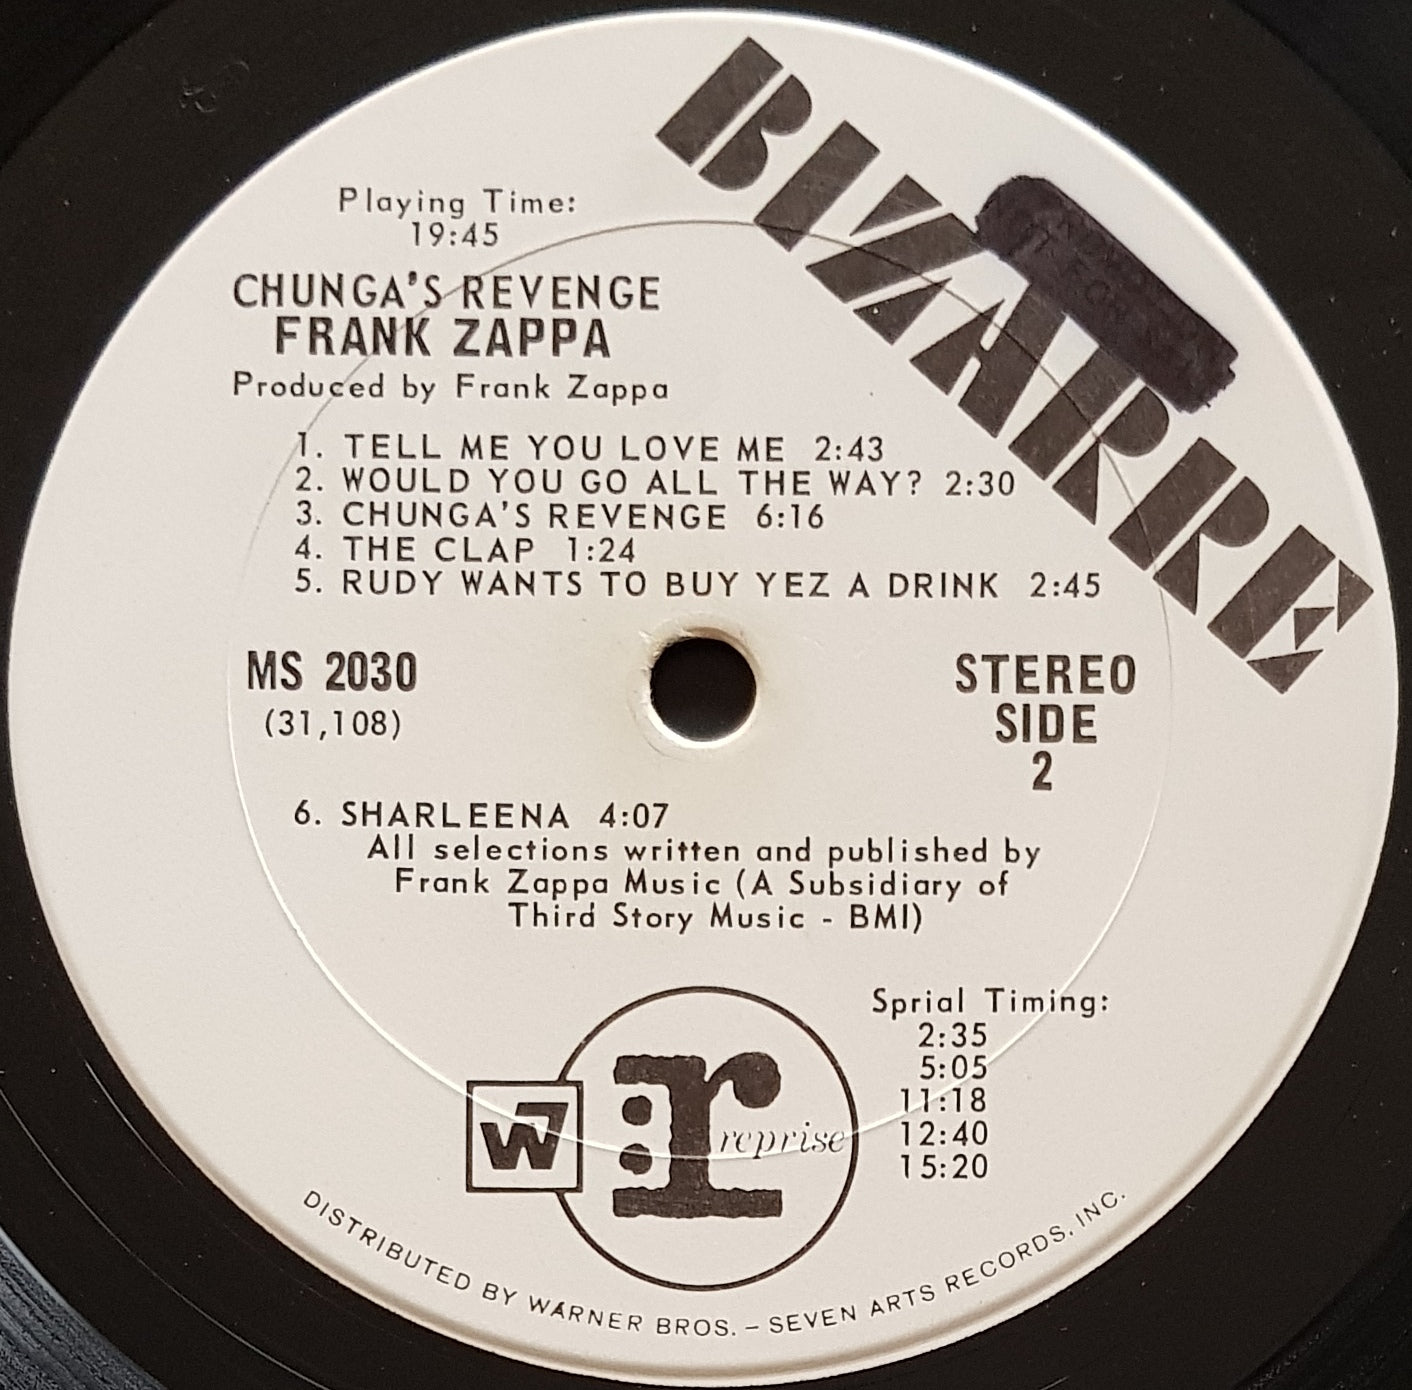 BIZARRE
Playing Time:
19:45
CHUNGA'S REVENGE
FRANK ZAPPA
Produced by Frank Zappa
1. TELL ME YOU LOVE ME 2:43
2. WOULD YOU GO ALL THE WAY? 2:30
3. CHUNGA'S REVENGE 6:16
4. THE CLAP 1:24
5. RUDY WANTS TO BUY YEZ A DRINK 2:45
MS 2030
(31,108)
STEREO
SIDE
2
6. SHARLEENA 4:07
All selections written and published by
Frank Zappa Music (A Subsidiary of
Third Story Music - BMI)
Sprial Timing:
2:35
5:05
11:18
12:40
15:20
W7
r: reprise
DISTRIBUTED BY WARNER BROS. – SEVEN ARTS RECORDS, INC.